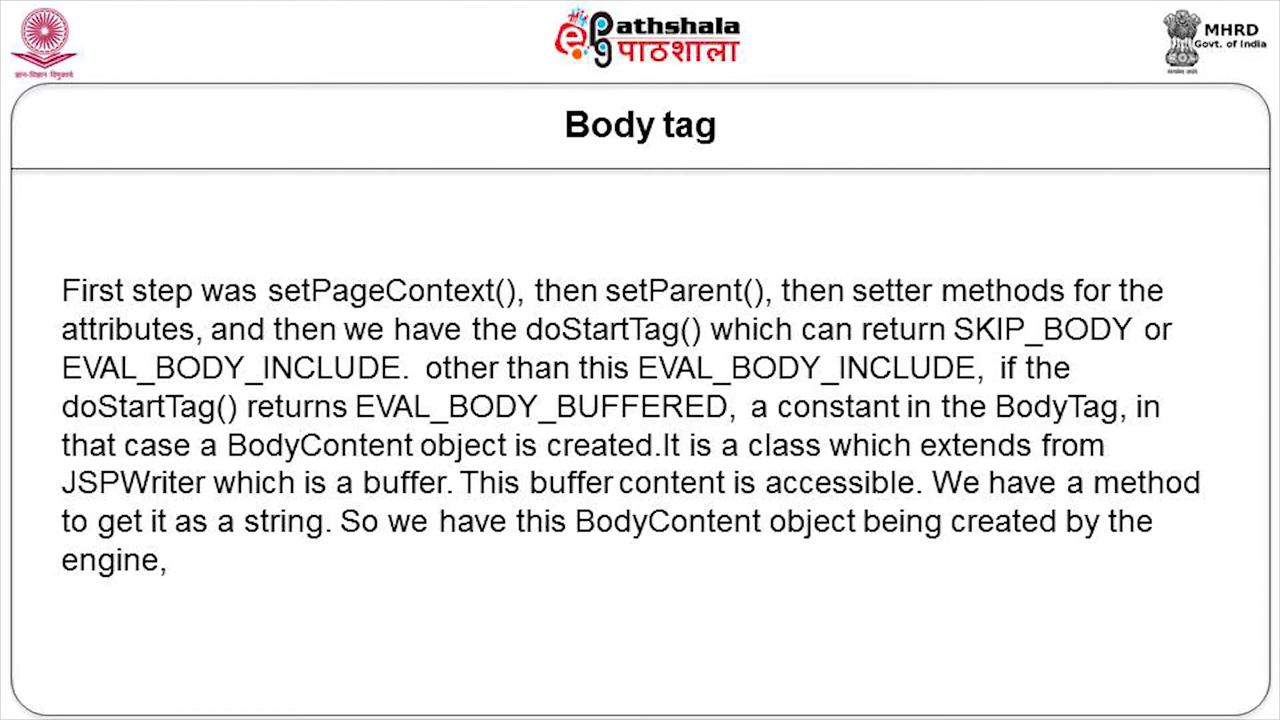 ज्ञान-विज्ञान विमुक्तये
Pathshala
पाठशाला
MHRD
Govt. of India
Body tag
First step was setPageContext(), then setParent(), then setter methods for the
attributes, and then we have the doStartTag() which can return SKIP_BODY or
EVAL_BODY_INCLUDE.  other than this EVAL_BODY_INCLUDE,  if the
doStartTag() returns EVAL_BODY_BUFFERED,  a constant in the BodyTag, in
that case a BodyContent object is created.It is a class which extends from
JSPWriter which is a buffer. This buffer content is accessible. We have a method
to get it as a string. So we have this BodyContent object being created by the
engine,